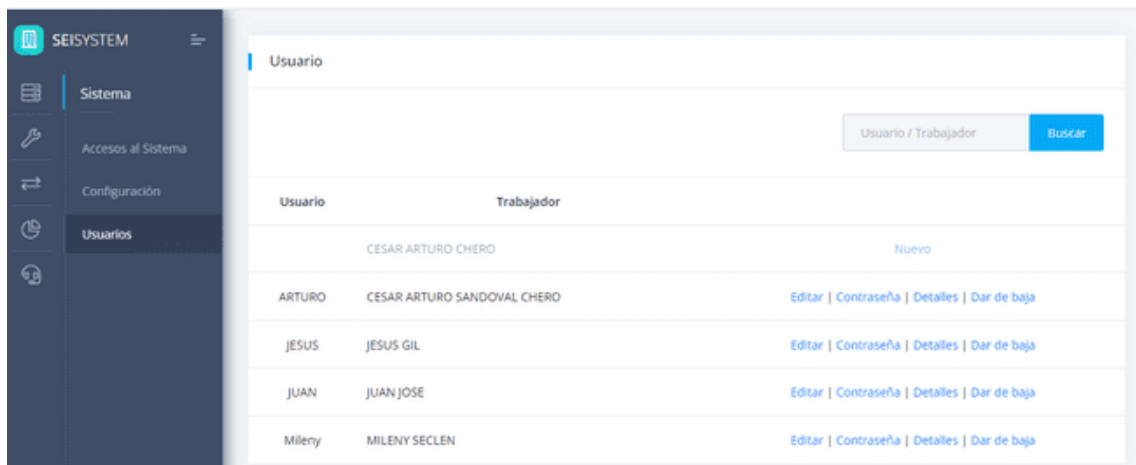 SEISYSTEM
Sistema
Accesos al Sistema
Configuración
Usuarios
Usuario
Usuario / Trabajador Buscar
Usuario Trabajador
CESAR ARTURO CHERO Nuevo
ARTURO CESAR ARTURO SANDOVAL CHERO Editar | Contraseña | Detalles | Dar de baja
JESUS JESUS GIL Editar | Contraseña | Detalles | Dar de baja
JUAN JUAN JOSE Editar | Contraseña | Detalles | Dar de baja
Mileny MILENY SECLEN Editar | Contraseña | Detalles | Dar de baja